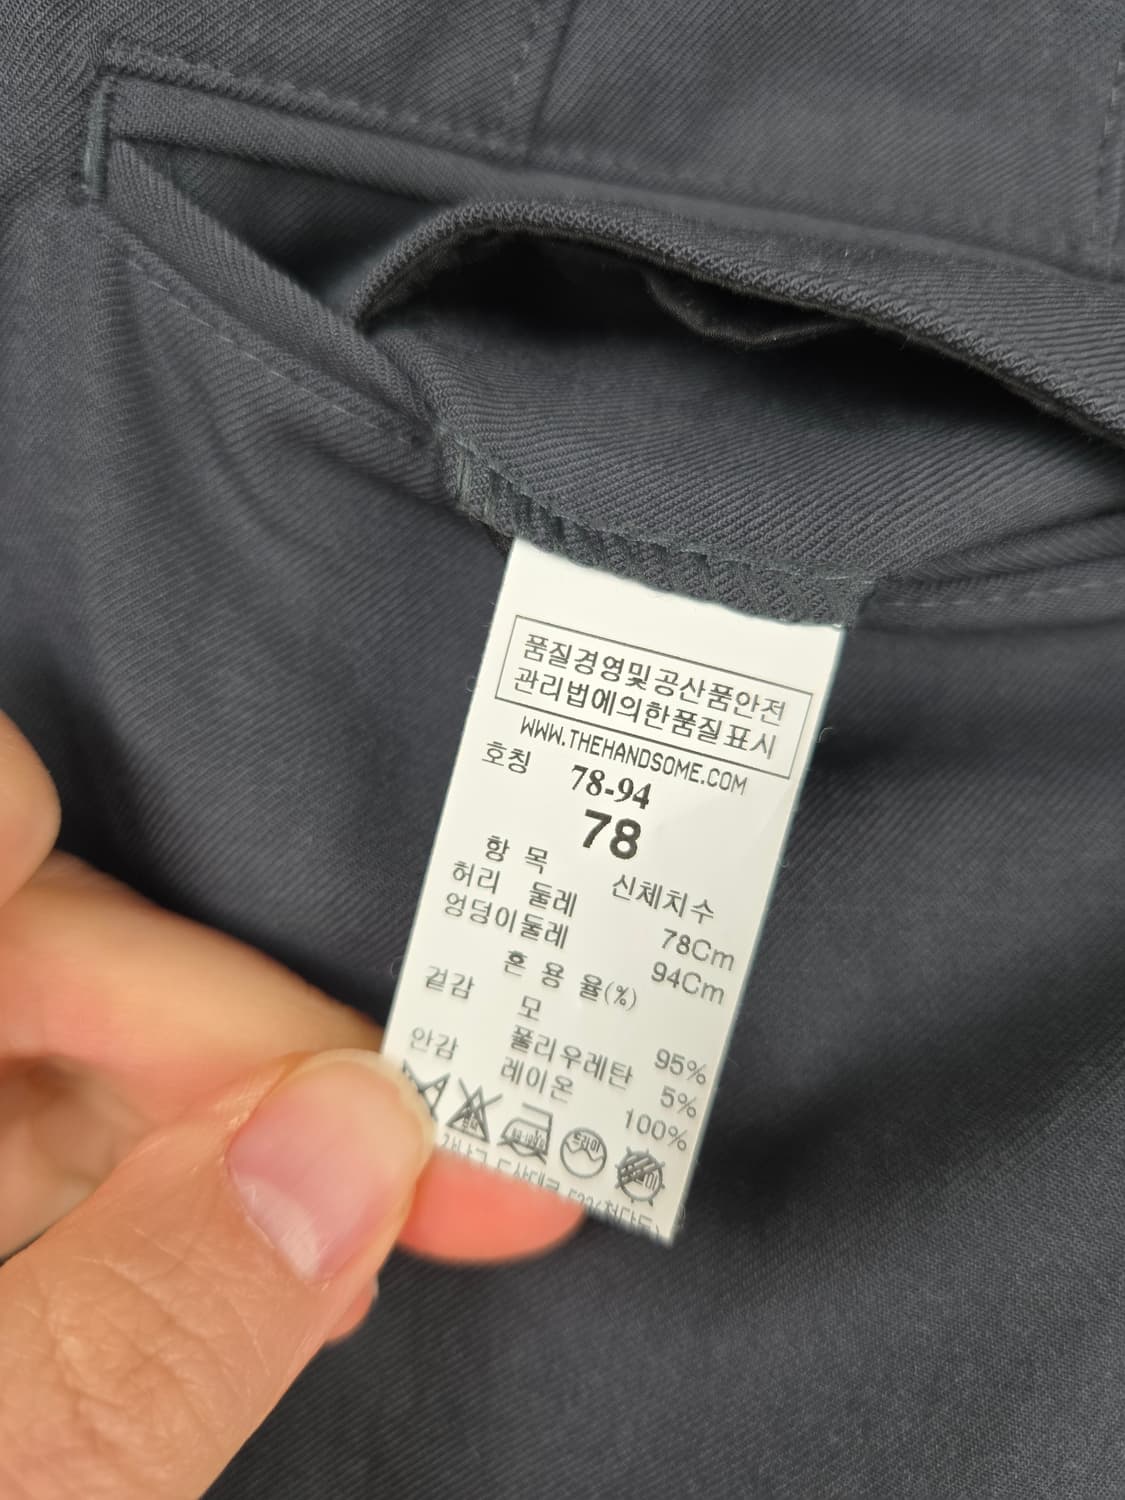 품질경영및공산품안전
관리법에의한품질표시
WWW.THEHANDSOME.COM
호칭 78-94
78
항 목 신체치수
허리 둘레 78Cm
엉덩이둘레 94Cm
혼 용 율(%)
겉감 모 95%
폴리우레탄 5%
안감 레이온 100%
드라이